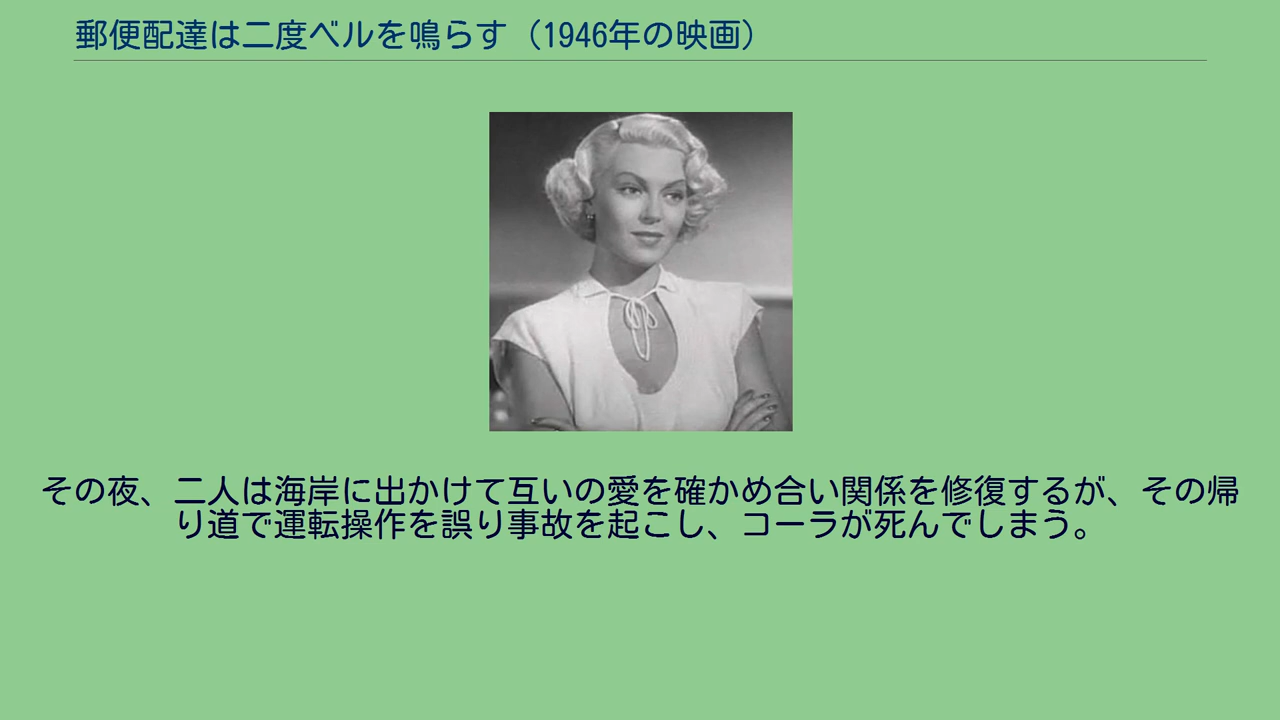 郵便配達は二度ベルを鳴らす（1946年の映画）
その夜、二人は海岸に出かけて互いの愛を確かめ合い関係を修復するが、その帰
り道で運転操作を誤り事故を起こし、コーラが死んでしまう。